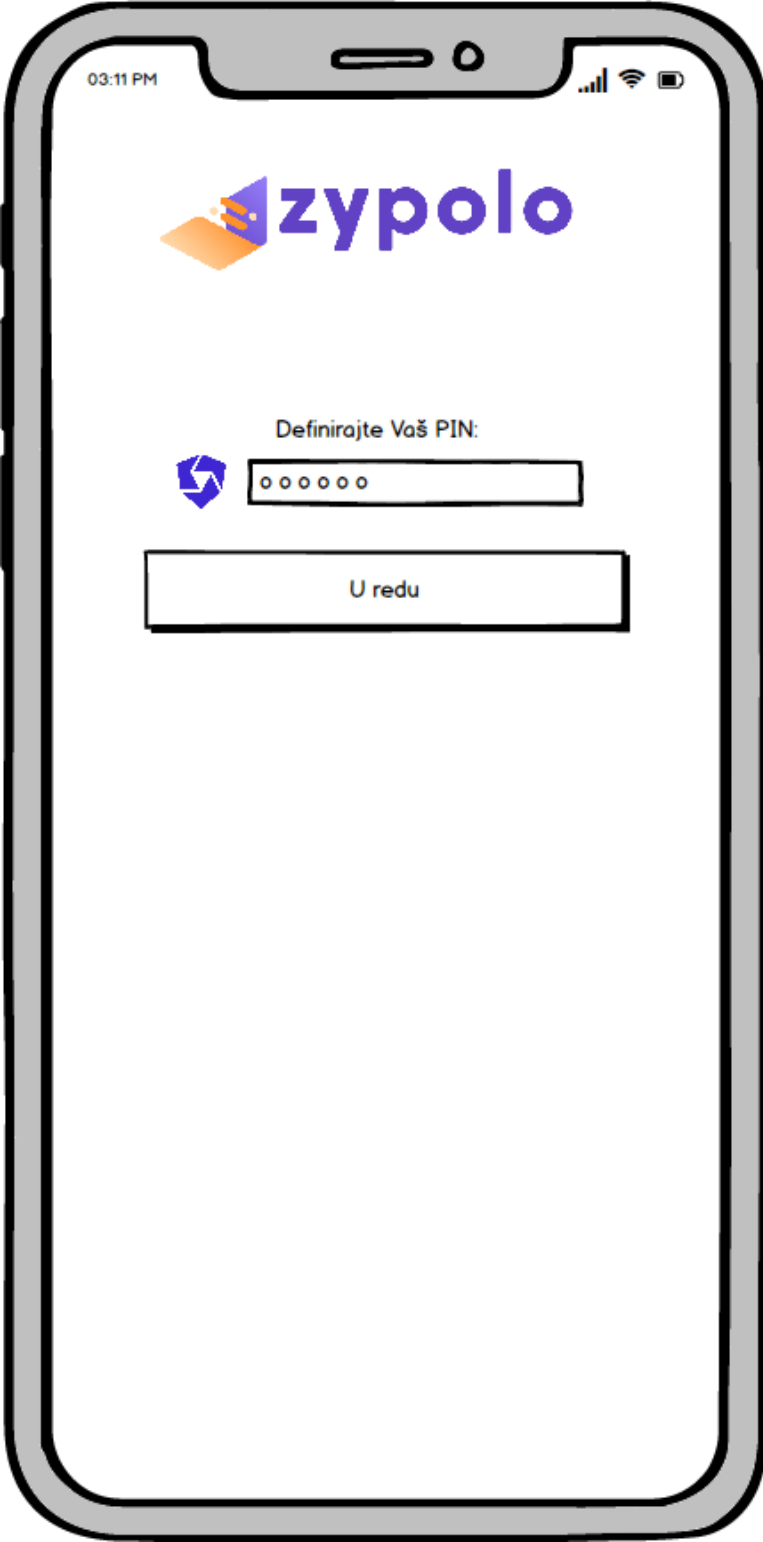 03:11 PM
zypolo
Definirajte Vaš PIN:
o o o o o o
U redu